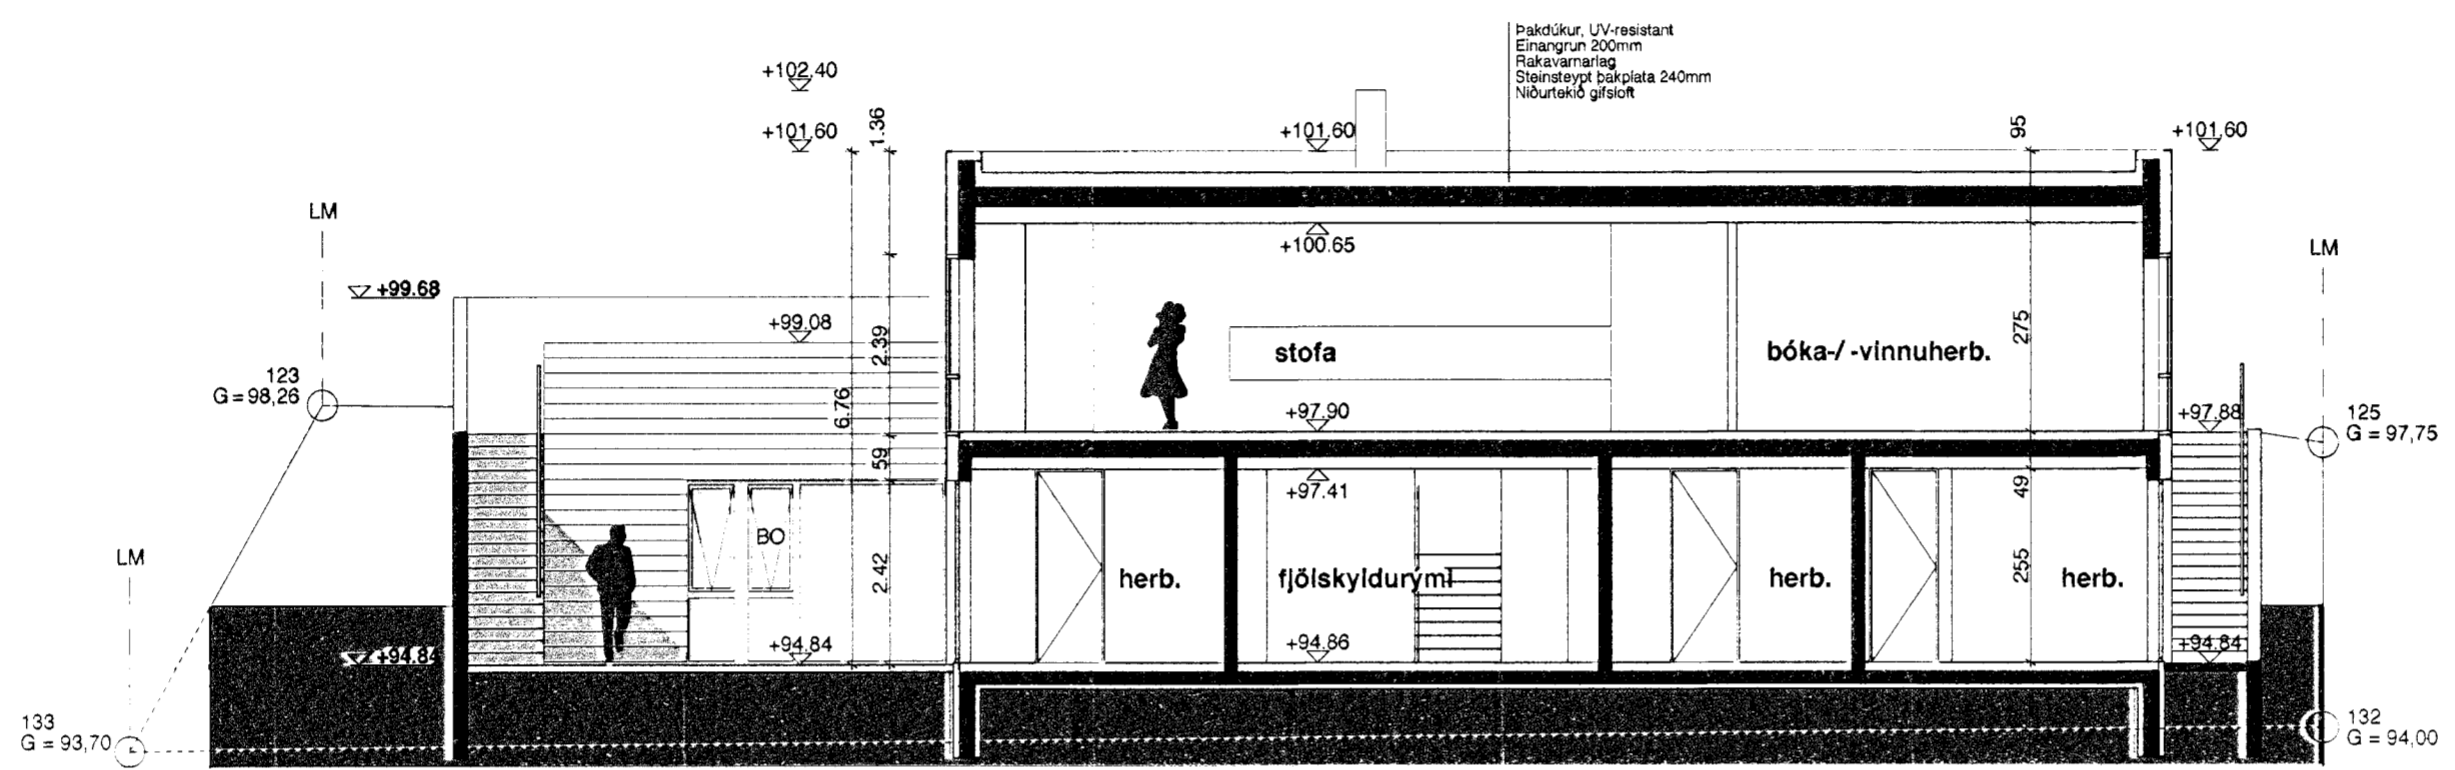 Þakdúkur, UV-resistant
Einangrun 200mm
Rakavarnarlag
Steinsteypt þakplata 240mm
Niðurtekið gifsloft
+102.40
+101.60
1.36
+101.60
95
+101.60
LM
+100.65
LM
+99.68
+99.08
2.39
275
stofa
bóka-/ -vinnuherb.
123
G = 98,26
6.76
+97.90
+97.88
125
G = 97,75
59
+97.41
49
BO
LM
2.42
herb.
fjölskyldurými
herb.
255
herb.
+94.84
+94.84
+94.86
+94.84
133
G = 93,70
132
G = 94,00